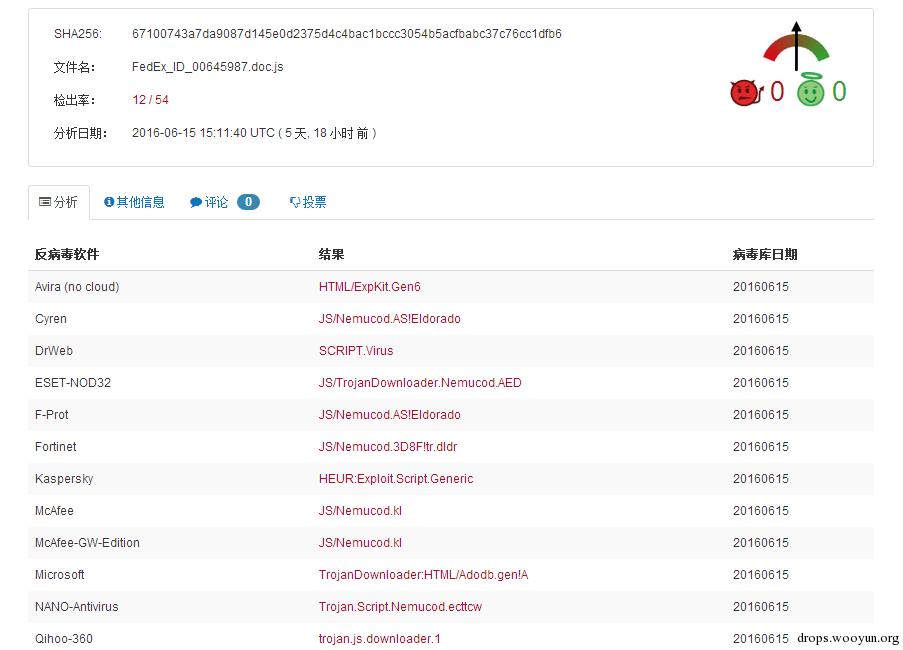 SHA256: 67100743a7da9087d145e0d2375d4c4bac1bccc3054b5acfbabc37c76cc1dfb6
文件名: FedEx_ID_00645987.doc.js
检出率: 12 / 54
0 0
分析日期: 2016-06-15 15:11:40 UTC ( 5 天, 18 小时 前 )
分析 其他信息 评论 0 投票
反病毒软件 结果 病毒库日期
Avira (no cloud) HTML/ExpKit.Gen6 20160615
Cyren JS/Nemucod.AS!Eldorado 20160615
DrWeb SCRIPT.Virus 20160615
ESET-NOD32 JS/TrojanDownloader.Nemucod.AED 20160615
F-Prot JS/Nemucod.AS!Eldorado 20160615
Fortinet JS/Nemucod.3D8F!tr.dldr 20160615
Kaspersky HEUR:Exploit.Script.Generic 20160615
McAfee JS/Nemucod.kl 20160615
McAfee-GW-Edition JS/Nemucod.kl 20160615
Microsoft TrojanDownloader:HTML/Adodb.gen!A 20160615
NANO-Antivirus Trojan.Script.Nemucod.ecttcw 20160615
Qihoo-360 trojan.js.downloader.1 20160615 drops.wooyun.org